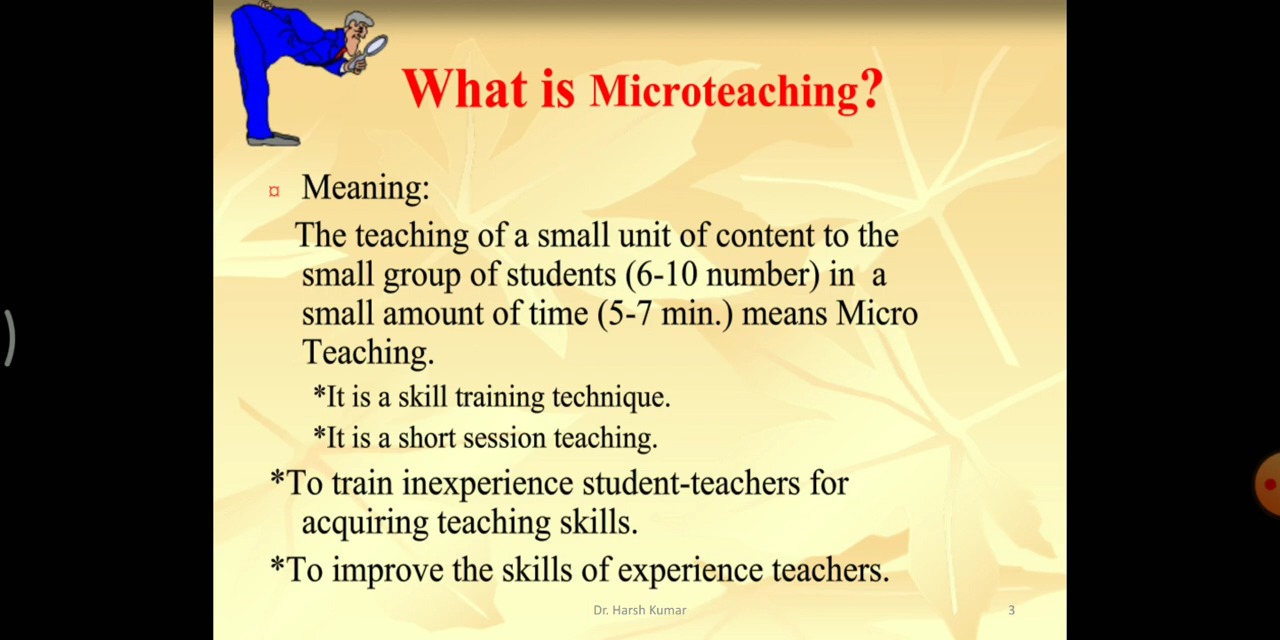 What is Microteaching?
¤ Meaning:
The teaching of a small unit of content to the
small group of students (6-10 number) in a
small amount of time (5-7 min.) means Micro
Teaching.
*It is a skill training technique.
*It is a short session teaching.
*To train inexperience student-teachers for
acquiring teaching skills.
*To improve the skills of experience teachers.
Dr. Harsh Kumar
3